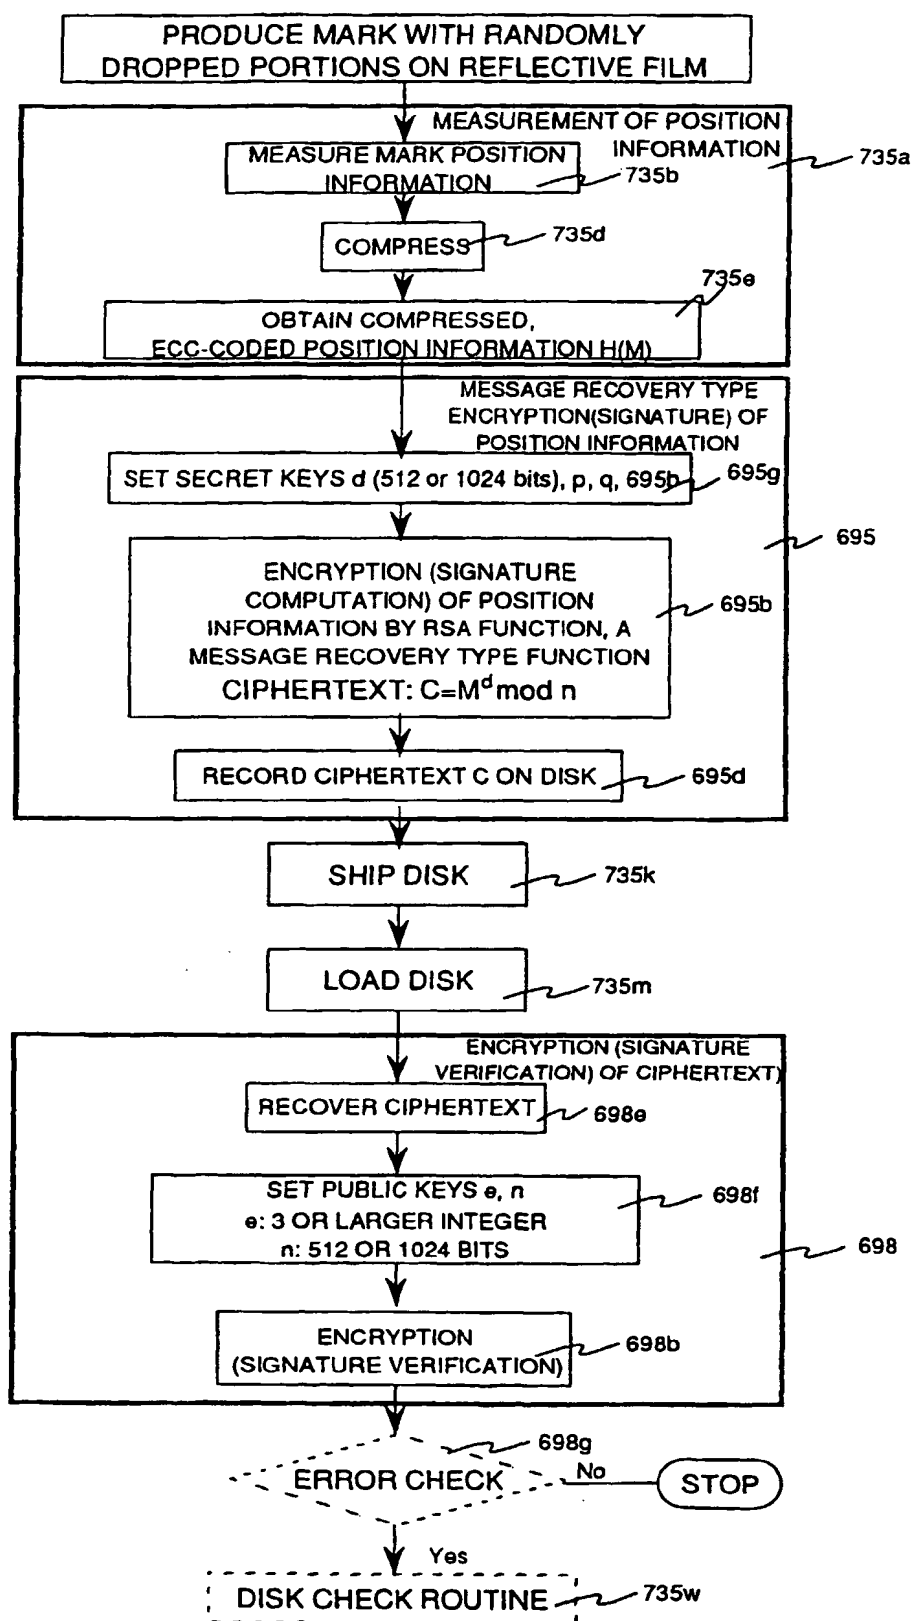 PRODUCE MARK WITH RANDOMLY
DROPPED PORTIONS ON REFLECTIVE FILM
MEASUREMENT OF POSITION
INFORMATION
735a
MEASURE MARK POSITION
INFORMATION
735b
COMPRESS
735d
735e
OBTAIN COMPRESSED,
ECC-CODED POSITION INFORMATION H(M)
MESSAGE RECOVERY TYPE
ENCRYPTION(SIGNATURE) OF
POSITION INFORMATION
SET SECRET KEYS d (512 or 1024 bits), p, q, 695b
695g
695
ENCRYPTION (SIGNATURE
COMPUTATION) OF POSITION
INFORMATION BY RSA FUNCTION, A
MESSAGE RECOVERY TYPE FUNCTION
CIPHERTEXT: C=M^d mod n
695b
RECORD CIPHERTEXT C ON DISK
695d
SHIP DISK
735k
LOAD DISK
735m
ENCRYPTION (SIGNATURE
VERIFICATION) OF CIPHERTEXT)
RECOVER CIPHERTEXT
698e
SET PUBLIC KEYS e, n
e: 3 OR LARGER INTEGER
n: 512 OR 1024 BITS
698f
698
ENCRYPTION
(SIGNATURE VERIFICATION)
698b
698g
ERROR CHECK
No
STOP
Yes
DISK CHECK ROUTINE
735w